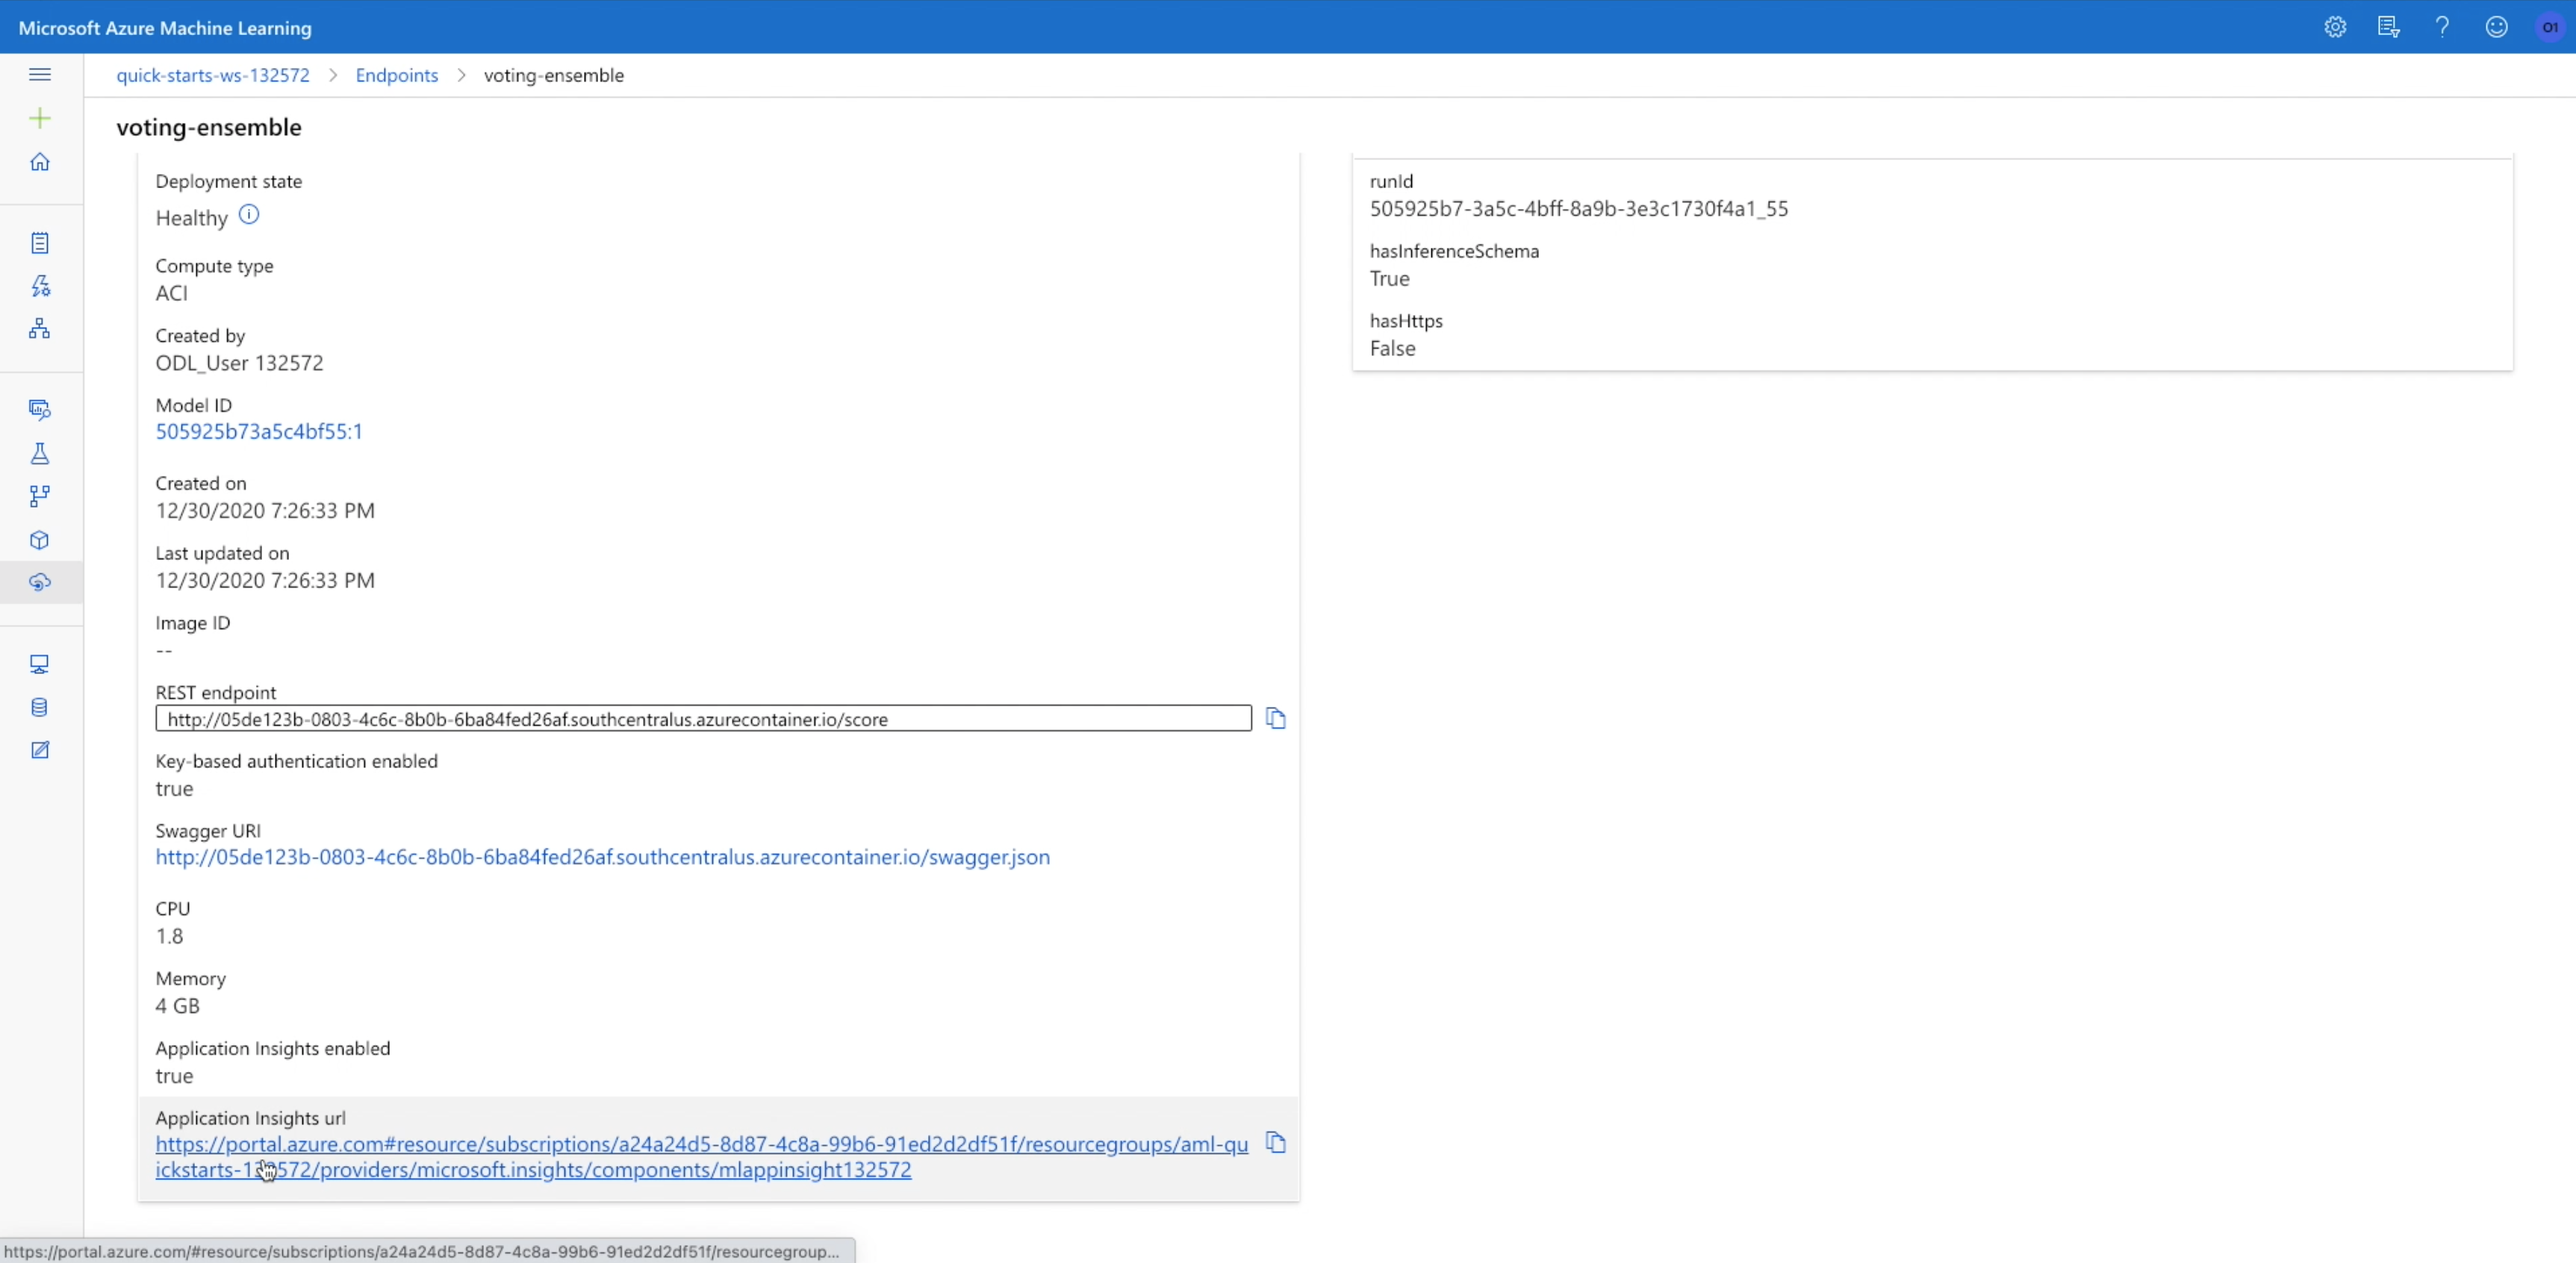 Microsoft Azure Machine Learning
01
quick-starts-ws-132572 > Endpoints > voting-ensemble
voting-ensemble
Deployment state
Healthy
Compute type
ACI
Created by
ODL_User 132572
Model ID
505925b73a5c4bf55:1
Created on
12/30/2020 7:26:33 PM
Last updated on
12/30/2020 7:26:33 PM
Image ID
--
REST endpoint
http://05de123b-0803-4c6c-8b0b-6ba84fed26af.southcentralus.azurecontainer.io/score
Key-based authentication enabled
true
Swagger URI
http://05de123b-0803-4c6c-8b0b-6ba84fed26af.southcentralus.azurecontainer.io/swagger.json
CPU
1.8
Memory
4 GB
Application Insights enabled
true
Application Insights url
https://portal.azure.com#resource/subscriptions/a24a24d5-8d87-4c8a-99b6-91ed2d2df51f/resourcegroups/aml-qu
ickstarts-132572/providers/microsoft.insights/components/mlappinsight132572
runId
505925b7-3a5c-4bff-8a9b-3e3c1730f4a1_55
hasInferenceSchema
True
hasHttps
False
https://portal.azure.com/#resource/subscriptions/a24a24d5-8d87-4c8a-99b6-91ed2d2df51f/resourcegroup...